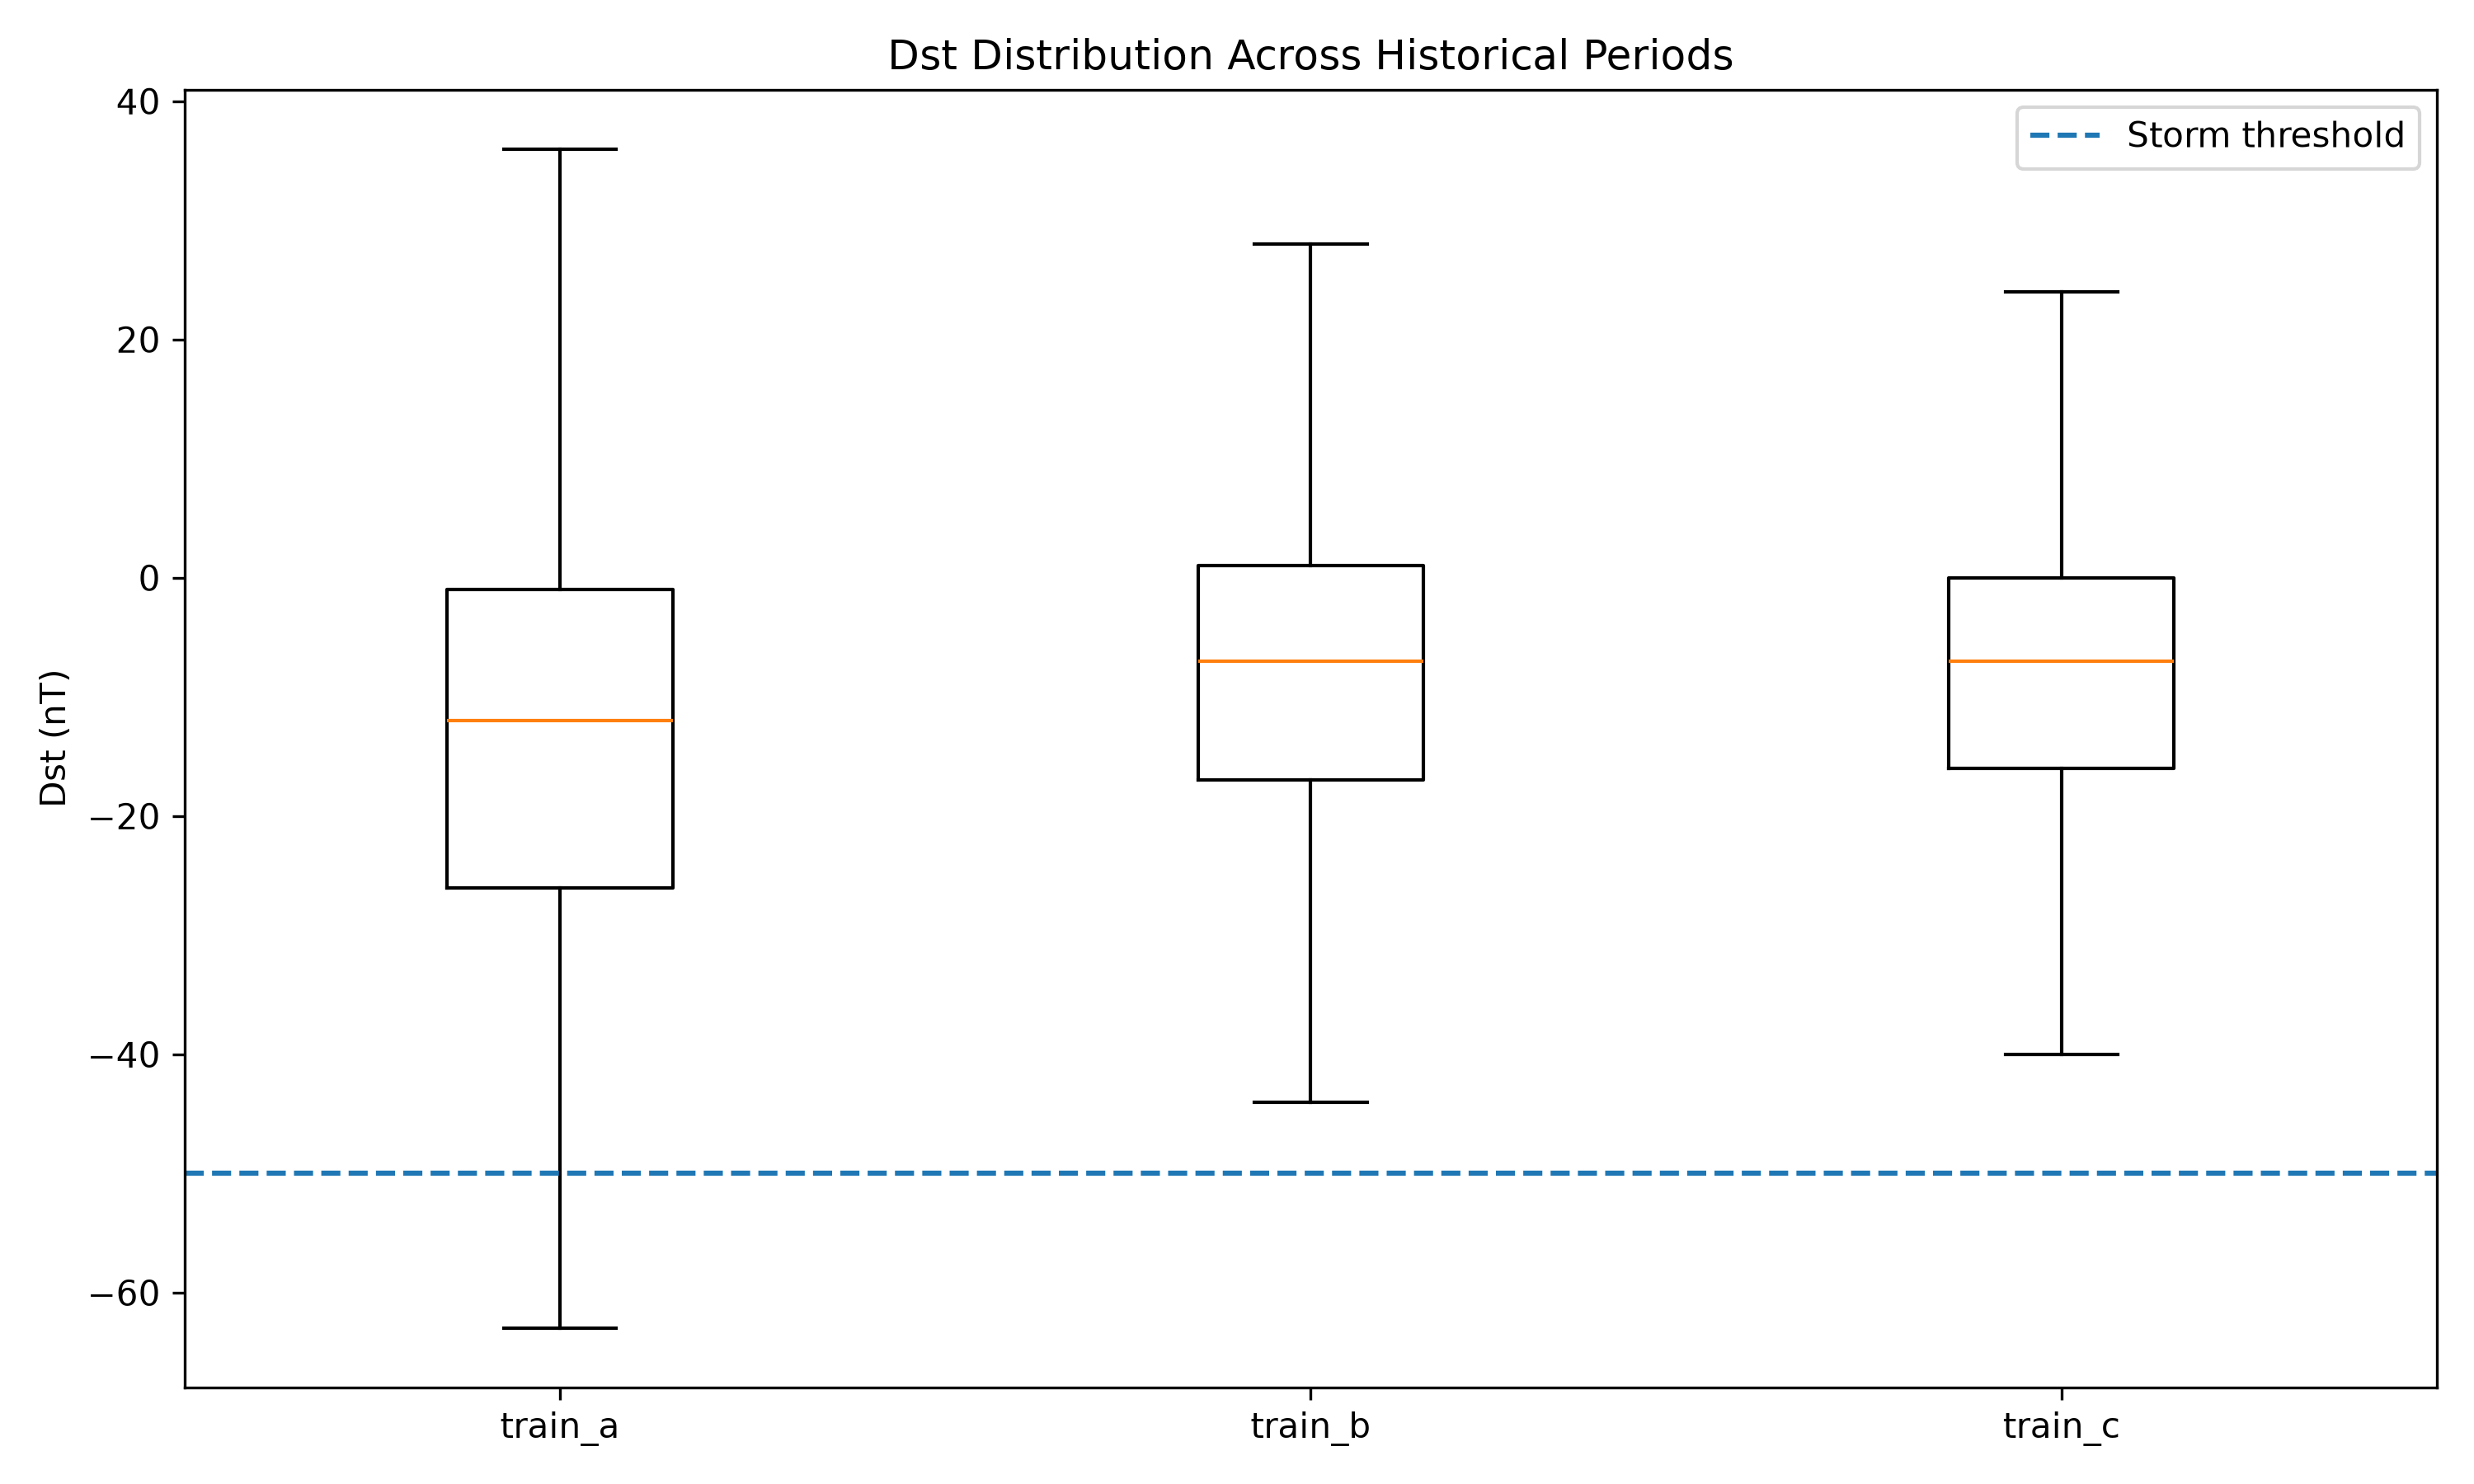 Dst Distribution Across Historical Periods
Storm threshold
40
20
0
−20
−40
−60
Dst (nT)
train_a
train_b
train_c